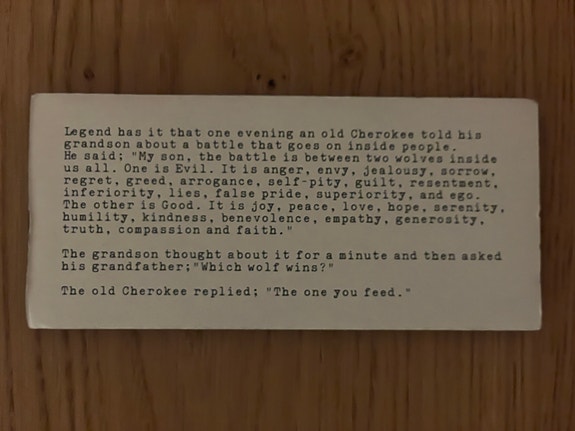 Legend has it that one evening an old Cherokee told his
grandson about a battle that goes on inside people.
He said; "My son, the battle is between two wolves inside
us all. One is Evil. It is anger, envy, jealousy, sorrow,
regret, greed, arrogance, self-pity, guilt, resentment,
inferiority, lies, false pride, superiority, and ego.
The other is Good. It is joy, peace, love, hope, serenity,
humility, kindness, benevolence, empathy, generosity,
truth, compassion and faith."
The grandson thought about it for a minute and then asked
his grandfather;"Which wolf wins?"
The old Cherokee replied; "The one you feed."